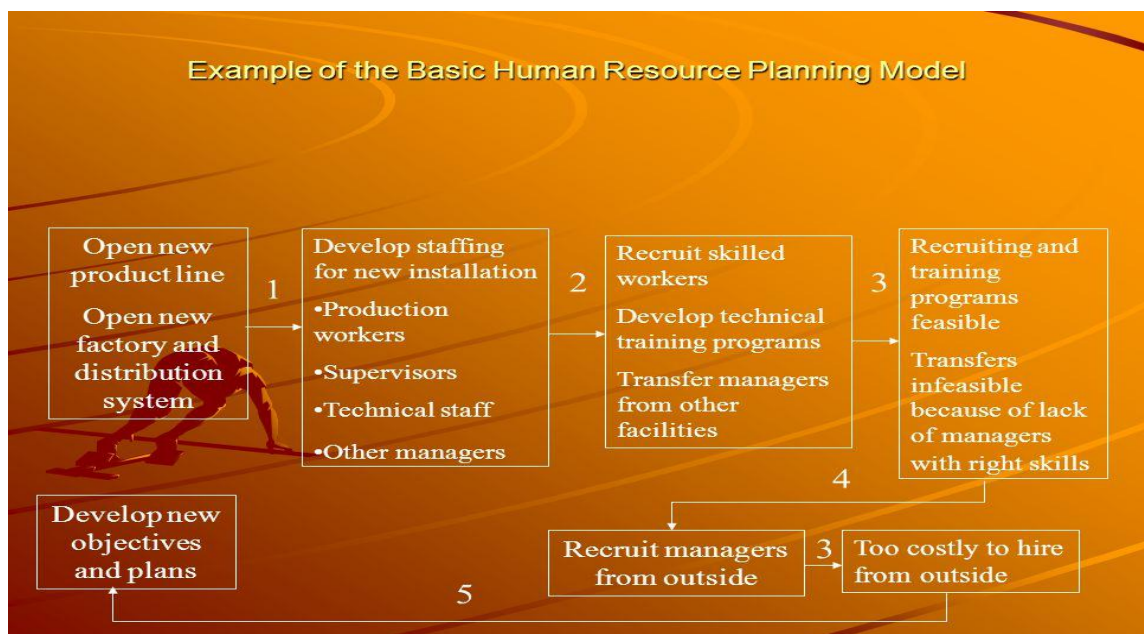 Example of the Basic Human Resource Planning Model
Open new
product line
Open new
factory and
distribution
system
1
Develop staffing
for new installation
•Production
workers
•Supervisors
•Technical staff
•Other managers
2
Recruit skilled
workers
Develop technical
training programs
Transfer managers
from other
facilities
3
Recruiting and
training
programs
feasible
Transfers
infeasible
because of lack
of managers
with right skills
4
Recruit managers
from outside
3
Too costly to hire
from outside
5
Develop new
objectives
and plans